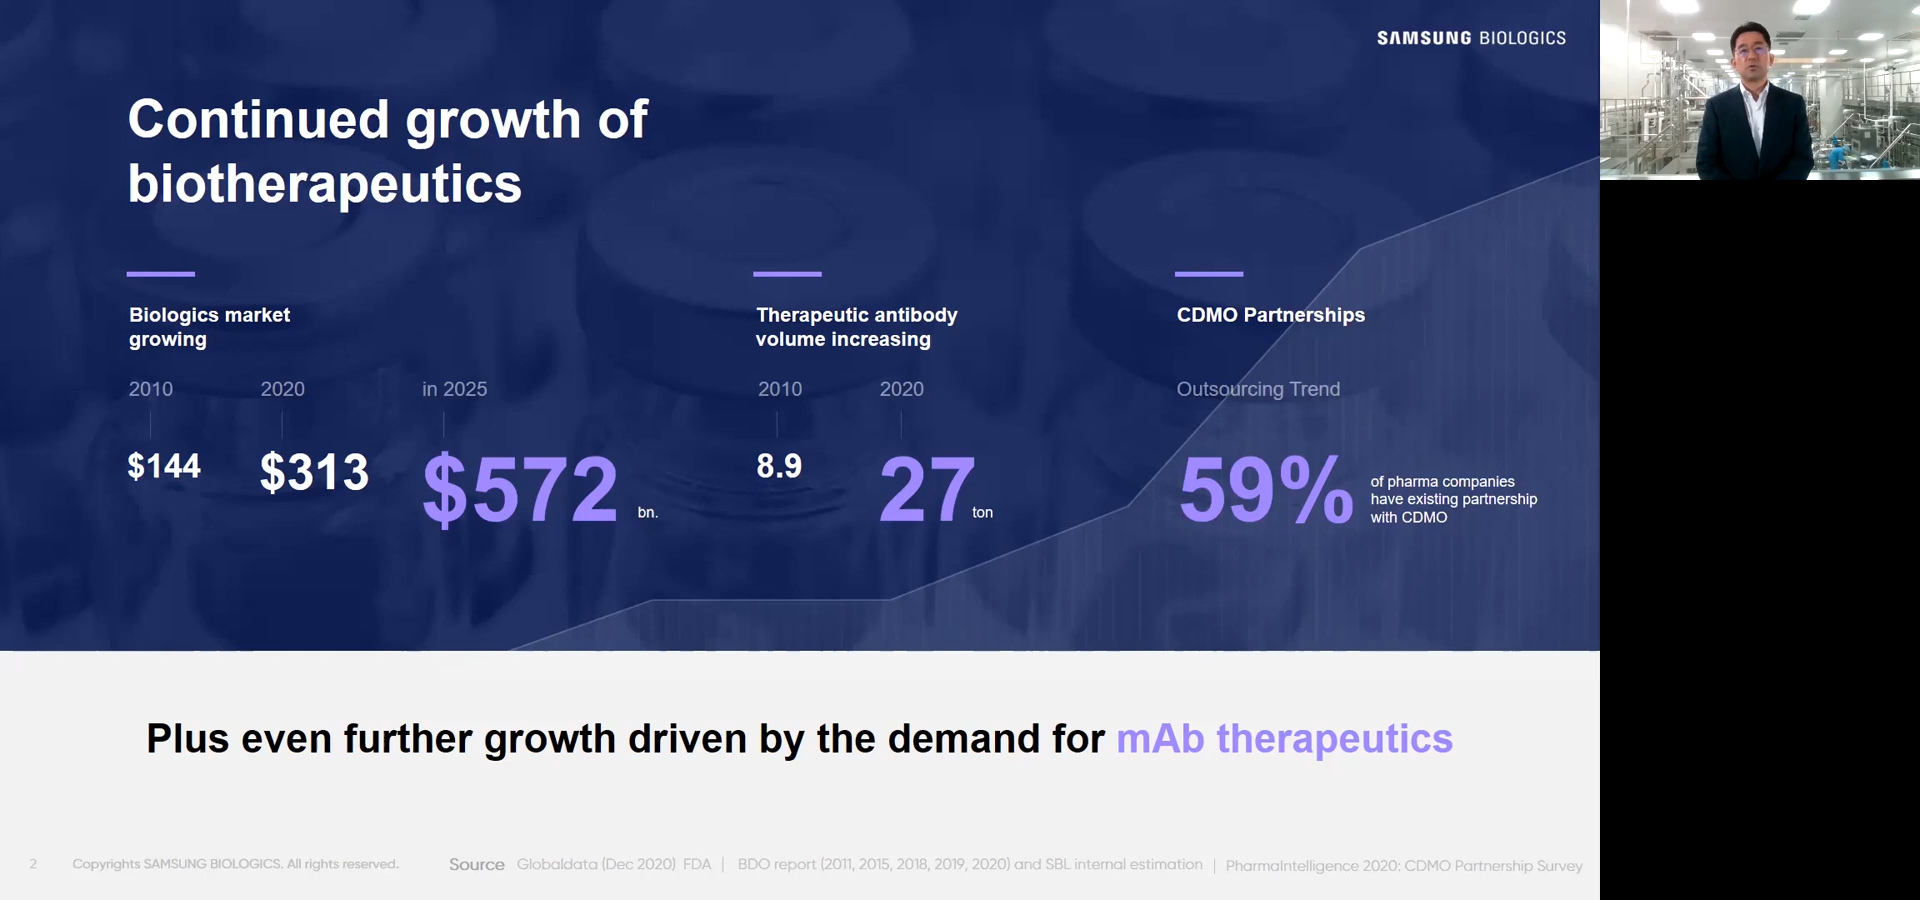 SAMSUNG BIOLOGICS
Continued growth of
biotherapeutics
Biologics market
growing
2010 2020 in 2025
$144 $313 $572 bn.
Therapeutic antibody
volume increasing
2010 2020
8.9 27 ton
CDMO Partnerships
Outsourcing Trend
59%
of pharma companies
have existing partnership
with CDMO
Plus even further growth driven by the demand for mAb therapeutics
2 Copyrights SAMSUNG BIOLOGICS. All rights reserved. Source Globaldata (Dec 2020) FDA | BDO report (2011, 2015, 2018, 2019, 2020) and SBL internal estimation | PharmaIntelligence 2020: CDMO Partnership Survey